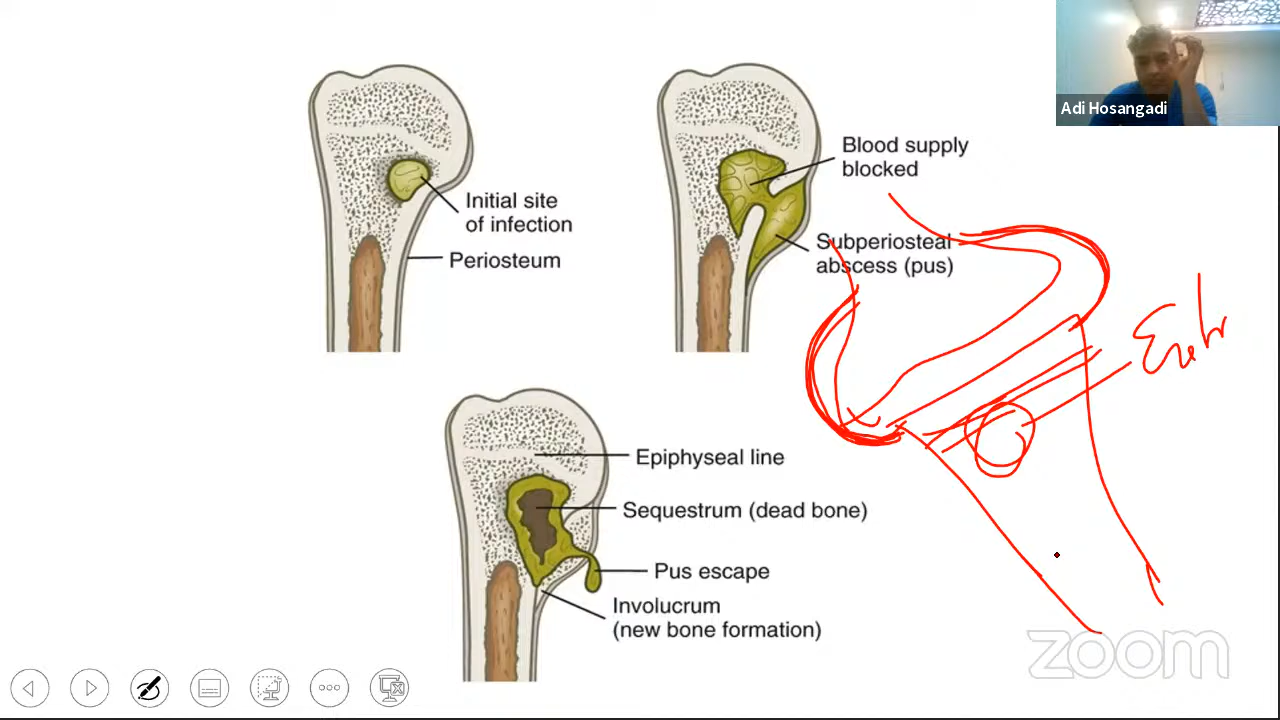 Adi Hosangadi
Blood supply
blocked
Initial site
of infection
Periosteum
Subperiosteal
abscess (pus)
Epiphyseal line
Sequestrum (dead bone)
Pus escape
Involucrum
(new bone formation)
zoom